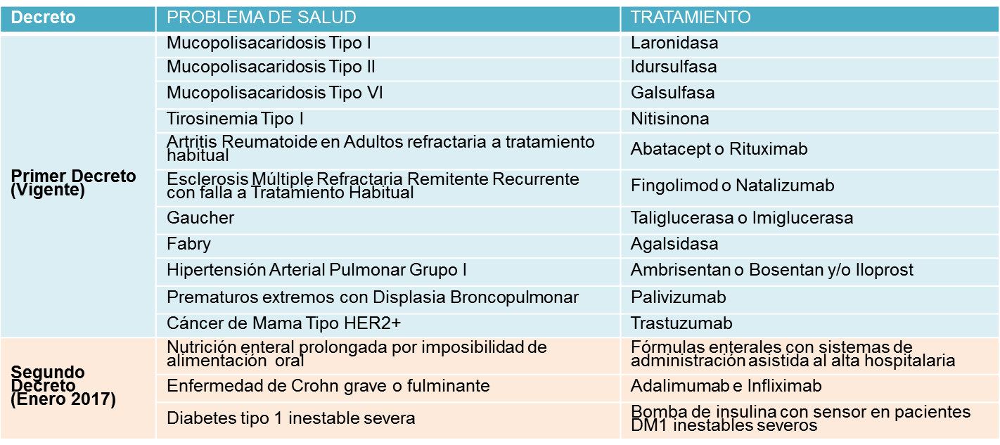 Decreto PROBLEMA DE SALUD TRATAMIENTO
Mucopolisacaridosis Tipo I Laronidasa
Mucopolisacaridosis Tipo II Idursulfasa
Mucopolisacaridosis Tipo VI Galsulfasa
Tirosinemia Tipo I Nitisinona
Artritis Reumatoide en Adultos refractaria a tratamiento
habitual
Abatacept o Rituximab
Primer Decreto
(Vigente)
Esclerosis Múltiple Refractaria Remitente Recurrente
con falla a Tratamiento Habitual
Fingolimod o Natalizumab
Gaucher Taliglucerasa o Imiglucerasa
Fabry Agalsidasa
Hipertensión Arterial Pulmonar Grupo I Ambrisentan o Bosentan y/o Iloprost
Prematuros extremos con Displasia Broncopulmonar Palivizumab
Cáncer de Mama Tipo HER2+ Trastuzumab
Segundo
Decreto
(Enero 2017)
Nutrición enteral prolongada por imposibilidad de
alimentación oral
Fórmulas enterales con sistemas de
administración asistida al alta hospitalaria
Enfermedad de Crohn grave o fulminante Adalimumab e Infliximab
Diabetes tipo 1 inestable severa
Bomba de insulina con sensor en pacientes
DM1 inestables severos